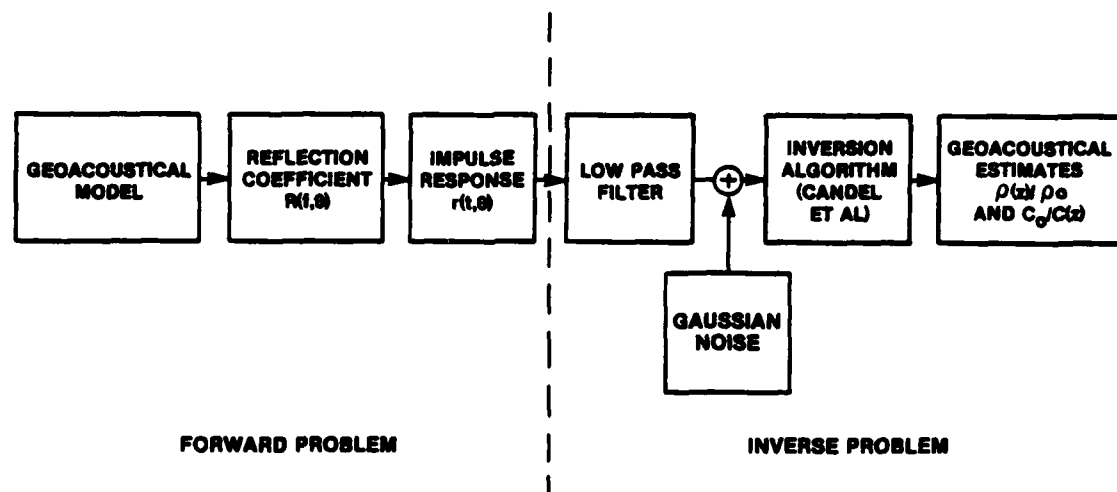 GEOACOUSTICAL
MODEL
REFLECTION
COEFFICIENT
R(f,θ)
IMPULSE
RESPONSE
r(t,θ)
LOW PASS
FILTER
+
INVERSION
ALGORITHM
(CANDEL
ET AL)
GEOACOUSTICAL
ESTIMATES
ρ(z)/ ρo
AND Co/C(z)
GAUSSIAN
NOISE
FORWARD PROBLEM
INVERSE PROBLEM